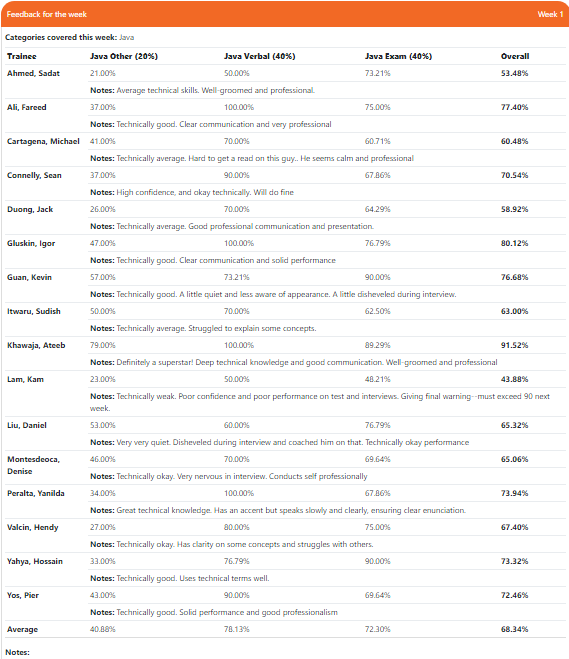 Feedback for the week Week 1
Categories covered this week: Java
Trainee Java Other (20%) Java Verbal (40%) Java Exam (40%) Overall
Ahmed, Sadat 21.00% 50.00% 73.21% 53.48%
Notes: Average technical skills. Well-groomed and professional.
Ali, Fareed 37.00% 100.00% 75.00% 77.40%
Notes: Technically good. Clear communication and very professional
Cartagena, Michael 41.00% 70.00% 60.71% 60.48%
Notes: Technically average. Hard to get a read on this guy.. He seems calm and professional
Connelly, Sean 37.00% 90.00% 67.86% 70.54%
Notes: High confidence, and okay technically. Will do fine
Duong, Jack 26.00% 70.00% 64.29% 58.92%
Notes: Technically average. Good professional communication and presentation.
Gluskin, Igor 47.00% 100.00% 76.79% 80.12%
Notes: Technically good. Clear communication and solid performance
Guan, Kevin 57.00% 73.21% 90.00% 76.68%
Notes: Technically good. A little quiet and less aware of appearance. A little disheveled during interview.
Itwaru, Sudish 50.00% 70.00% 62.50% 63.00%
Notes: Technically average. Struggled to explain some concepts.
Khawaja, Ateeb 79.00% 100.00% 89.29% 91.52%
Notes: Definitely a superstar! Deep technical knowledge and good communication. Well-groomed and professional
Lam, Kam 23.00% 50.00% 48.21% 43.88%
Notes: Technically weak. Poor confidence and poor performance on test and interviews. Giving final warning--must exceed 90 next
week.
Liu, Daniel 53.00% 60.00% 76.79% 65.32%
Notes: Very very quiet. Disheveled during interview and coached him on that. Technically okay performance
Montesdeoca, 46.00% 70.00% 69.64% 65.06%
Denise
Notes: Technically okay. Very nervous in interview. Conducts self professionally
Peralta, Yanilda 34.00% 100.00% 67.86% 73.94%
Notes: Great technical knowledge. Has an accent but speaks slowly and clearly, ensuring clear enunciation.
Valcin, Hendy 27.00% 80.00% 75.00% 67.40%
Notes: Technically okay. Has clarity on some concepts and struggles with others.
Yahya, Hossain 33.00% 76.79% 90.00% 73.32%
Notes: Technically good. Uses technical terms well.
Yos, Pier 43.00% 90.00% 69.64% 72.46%
Notes: Technically good. Solid performance and good professionalism
Average 40.88% 78.13% 72.30% 68.34%
Notes: